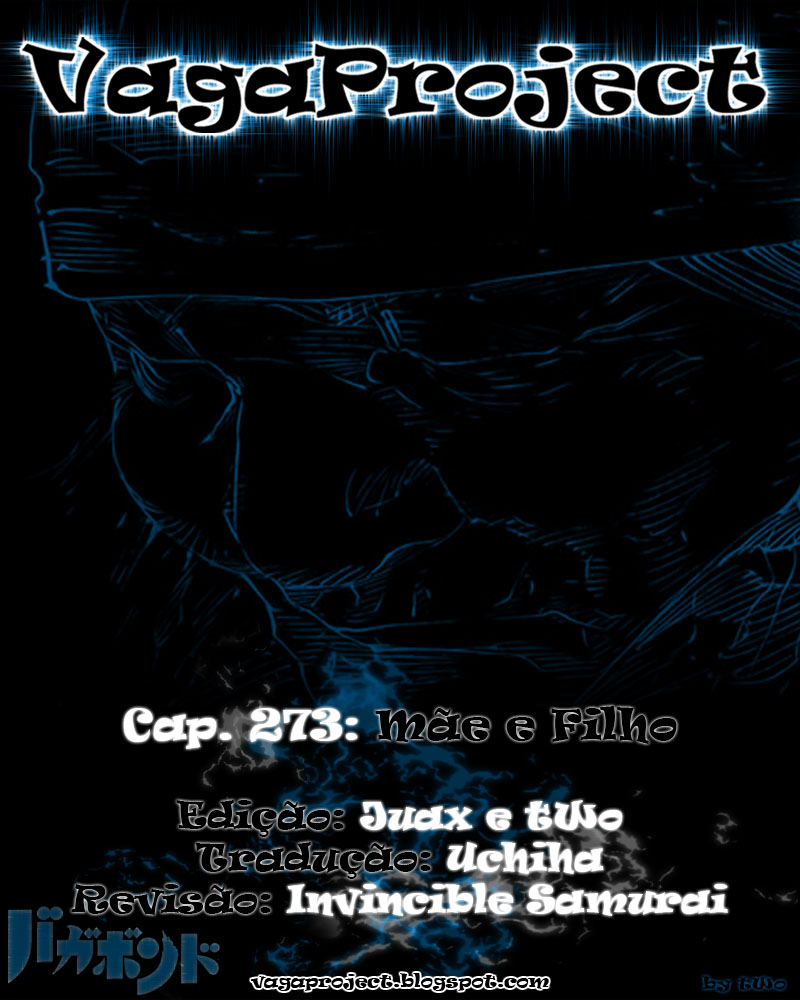 VagaProject
Cap. 273: Mãe e Filho
Edição: Juax e tWo
Tradução: Uchiha
Revisão: Invincible Samurai
バガボンド
vagaproject.blogspot.com
by tWo